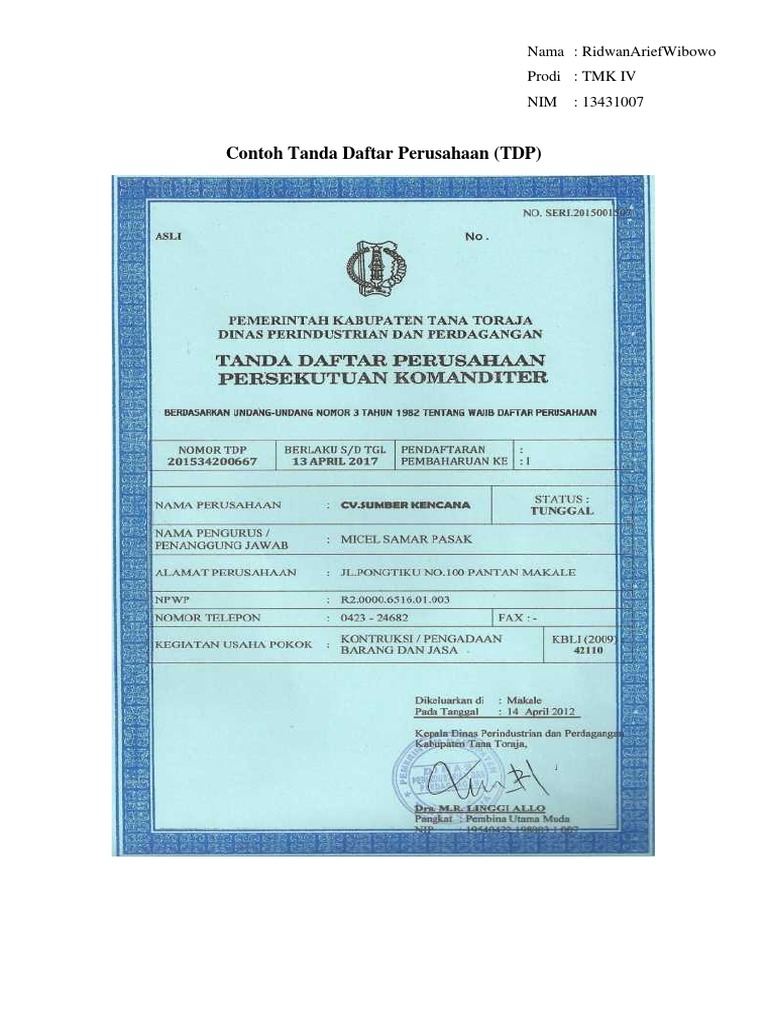 Nama : RidwanAriefWibowo
Prodi : TMK IV
NIM : 13431007
Contoh Tanda Daftar Perusahaan (TDP)
NO. SERI.2015001507
ASLI No .
PEMERINTAH KABUPATEN TANA TORAJA
DINAS PERINDUSTRIAN DAN PERDAGANGAN
TANDA DAFTAR PERUSAHAAN
PERSEKUTUAN KOMANDITER
BERDASARKAN UNDANG-UNDANG NOMOR 3 TAHUN 1982 TENTANG WAJIB DAFTAR PERUSAHAAN
NOMOR TDP BERLAKU S/D TGL PENDAFTARAN :
201534200667 13 APRIL 2017 PEMBAHARUAN KE : I
NAMA PERUSAHAAN : CV.SUMBER KENCANA STATUS :
TUNGGAL
NAMA PENGURUS /
PENANGGUNG JAWAB : MICEL SAMAR PASAK
ALAMAT PERUSAHAAN : JL.PONGTIKU NO.100 PANTAN MAKALE
NPWP : R2.0000.6516.01.003
NOMOR TELEPON : 0423 - 24682 FAX : -
KEGIATAN USAHA POKOK : KONTRUKSI / PENGADAAN KBLI (2009)
BARANG DAN JASA . 42110
Dikeluarkan di : Makale
Pada Tanggal : 14 April 2012
Kepala Dinas Perindustrian dan Perdagangan
Kabupaten Tana Toraja,
Drs. M.R. LINGGI ALLO
Pangkat : Pembina Utama Muda
NIP : 19540422 198003 1 007